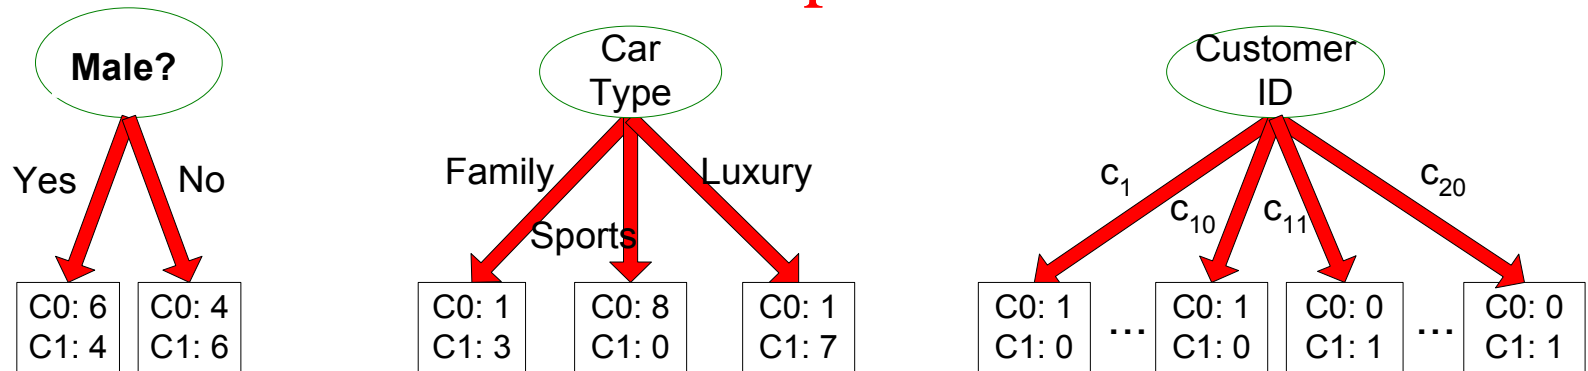 Male?
Yes
No
C0: 6
C1: 4
C0: 4
C1: 6
Car
Type
Family
Sports
Luxury
C0: 1
C1: 3
C0: 8
C1: 0
C0: 1
C1: 7
Customer
ID
c1
c10
c11
c20
C0: 1
C1: 0
...
C0: 1
C1: 0
C0: 0
C1: 1
...
C0: 0
C1: 1